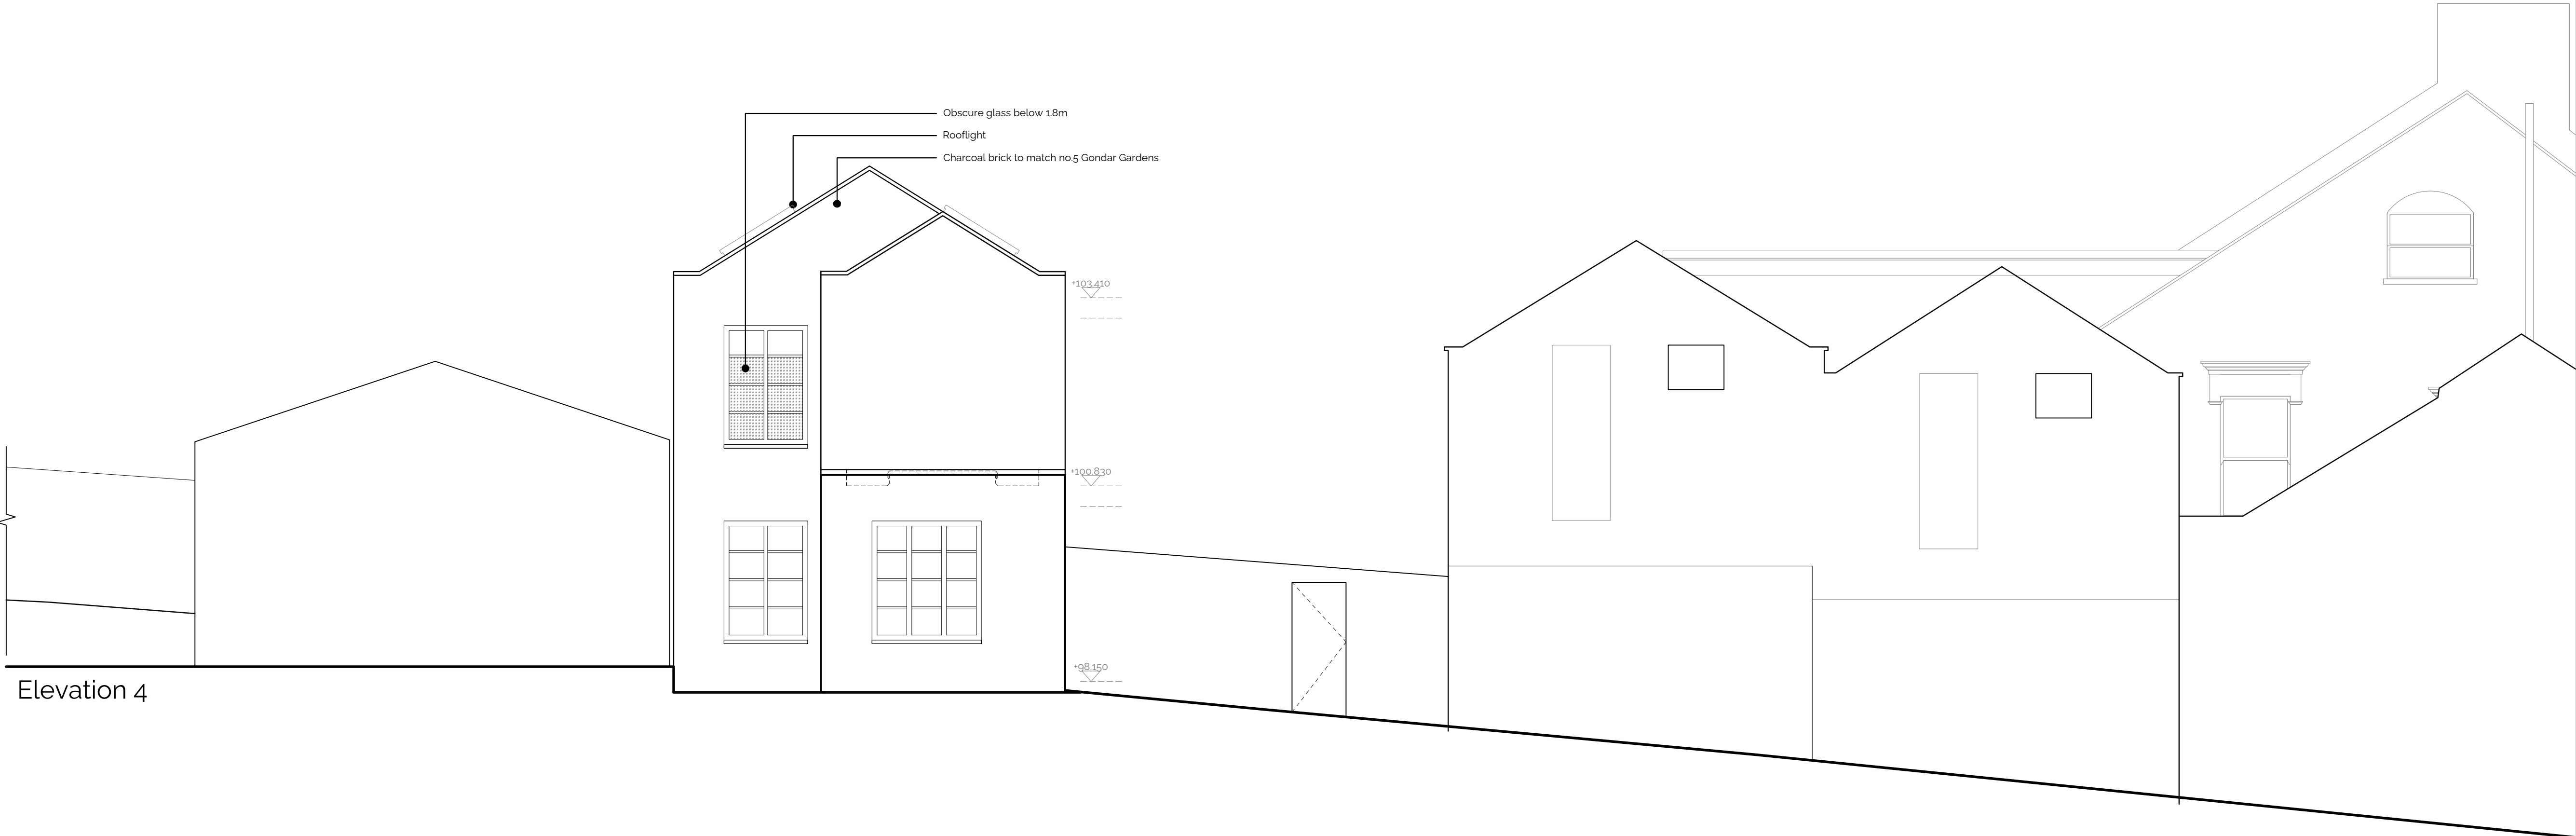 Obscure glass below 1.8m
Rooflight
Charcoal brick to match no.5 Gondar Gardens
+103.410
+100.830
+98.150
Elevation 4